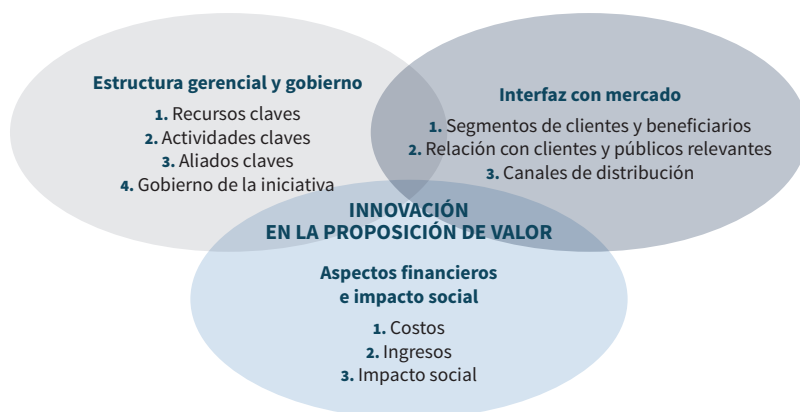 Estructura gerencial y gobierno
1. Recursos claves
2. Actividades claves
3. Aliados claves
4. Gobierno de la iniciativa
Interfaz con mercado
1. Segmentos de clientes y beneficiarios
2. Relación con clientes y públicos relevantes
3. Canales de distribución
INNOVACIÓN
EN LA PROPOSICIÓN DE VALOR
Aspectos financieros
e impacto social
1. Costos
2. Ingresos
3. Impacto social